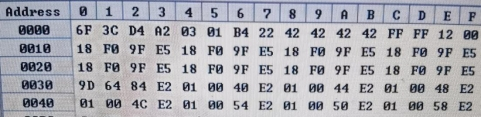 Address 0 1 2 3 4 5 6 7 8 9 A B C D E F
0000 6F 3C D4 A2 03 01 B4 22 42 42 42 42 FF FF 12 00
0010 18 F0 9F E5 18 F0 9F E5 18 F0 9F E5 18 F0 9F E5
0020 18 F0 9F E5 18 F0 9F E5 18 F0 9F E5 18 F0 9F E5
0030 9D 64 84 E2 01 00 40 E2 01 00 44 E2 01 00 48 E2
0040 01 00 4C E2 01 00 54 E2 01 00 50 E2 01 00 58 E2